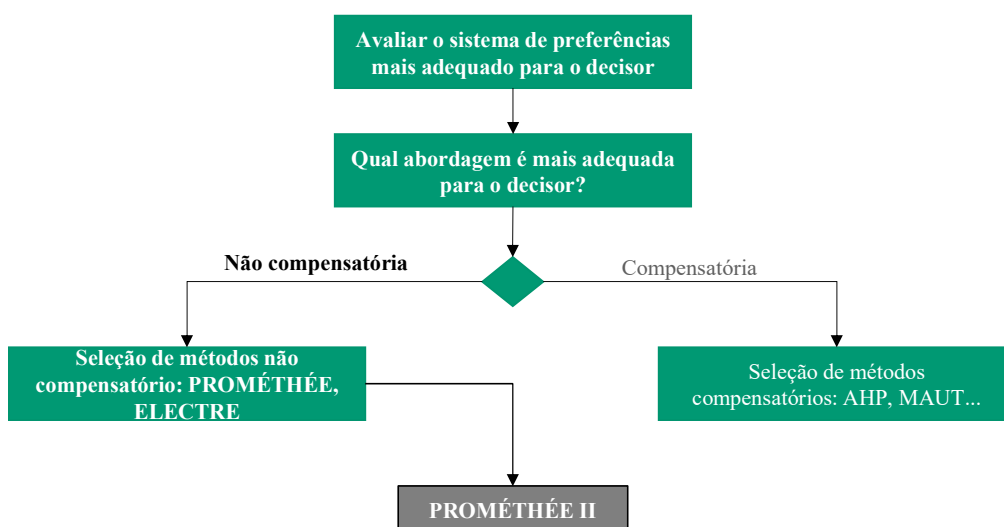 Avaliar o sistema de preferências
mais adequado para o decisor
Qual abordagem é mais adequada
para o decisor?
Não compensatória
Compensatória
Seleção de métodos não
compensatório: PROMÉTHÉE,
ELECTRE
Seleção de métodos
compensatórios: AHP, MAUT...
PROMÉTHÉE II